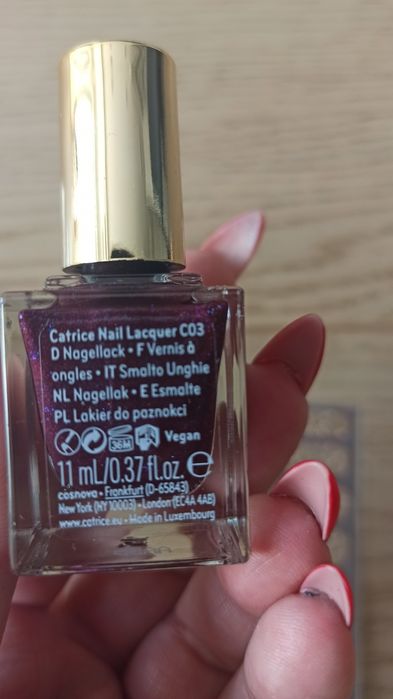 Catrice Nail Lacquer C03
D Nagellack • F Vernis à
ongles • IT Smalto Unghie
NL Nagellak • E Esmalte
PL Lakier do paznokci
36M Vegan
11 mL/0.37 fl.oz. ℮
cosnova • Frankfurt (D-65843)
New York (NY 10003) • London (EC4A 4AB)
www.catrice.eu • Made in Luxembourg